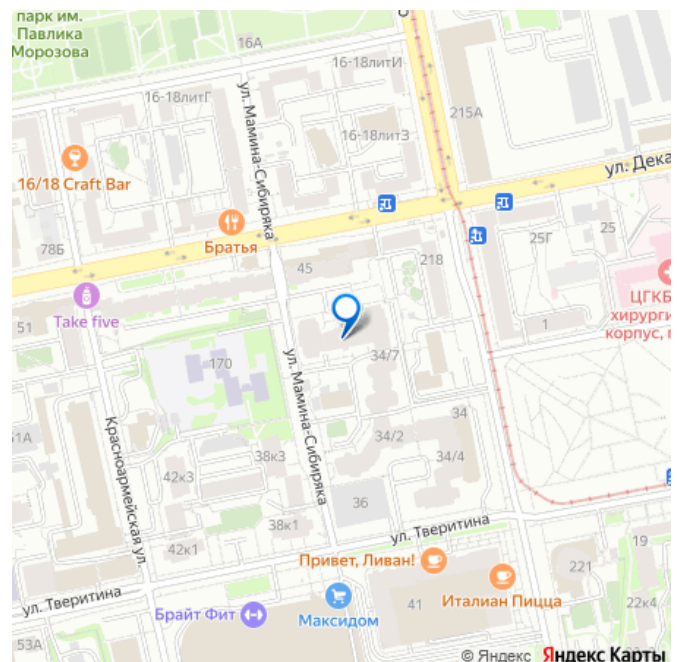 парк им.
Павлика
Морозова
16А
16-18литИ
16-18литГ
ул. Мамина-Сибиряка
215А
16-18литЗ
16/18 Craft Bar
ул. Дека
Братья
78Б
45
218
25Г
25
51
Take five
ЦГКБ
хирурги
корпус, г
1
170
ул. Мамина-Сибиряка
34/7
Красноармейская ул.
51А
34
34/2
38к3
34/4
42к3
36
38к1
ул. Тверитина
42к1
19
Привет, Ливан!
221
Италиан Пицца
ул. Тверитина
Брайт Фит
Максидом
41
22к4
53А
© Яндекс Яндекс Карты